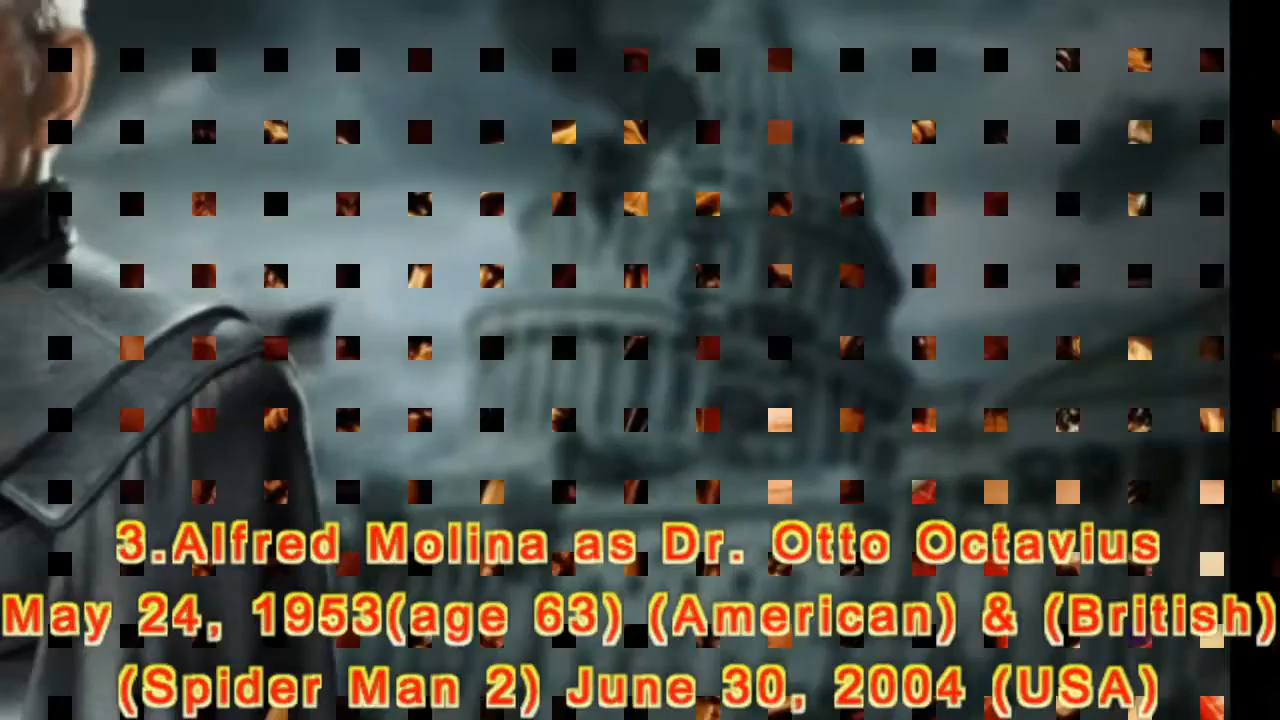 3.Alfred Molina as Dr. Otto Octavius
May 24, 1953(age 63) (American) & (British)
(Spider Man 2) June 30, 2004 (USA)